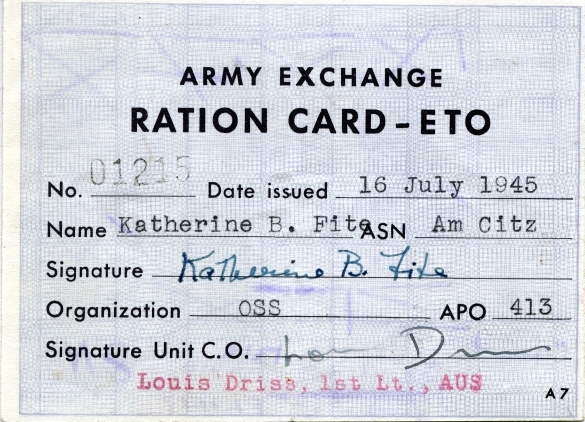 ARMY EXCHANGE
RATION CARD-ETO
No. 01215 Date issued 16 July 1945
Name Katherine B. Fite ASN Am Citz
Signature Katherine B. Fite
Organization OSS APO 413
Signature Unit C.O.
Louis Driss, 1st Lt., AUS
A7